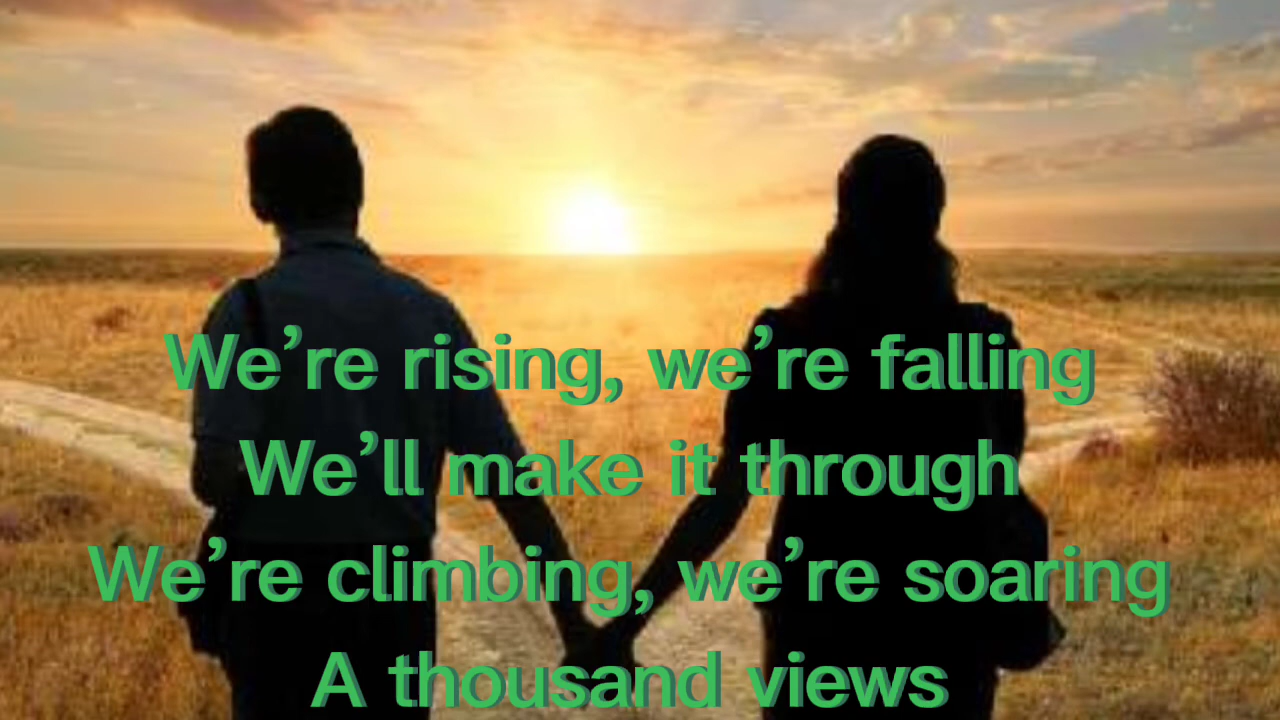 We’re rising, we’re falling
We’ll make it through
We’re climbing, we’re soaring
A thousand views